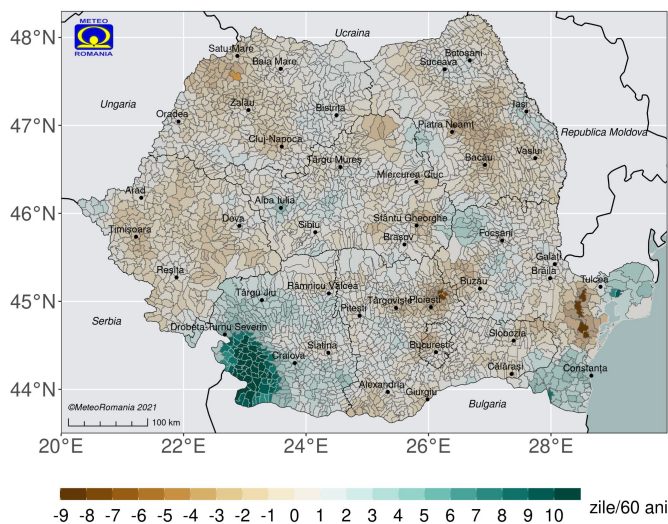 48°N
47°N
46°N
45°N
44°N
METEO
ROMANIA
Ucraina
Satu-Mare
Baia Mare
Botoșani
Suceava
Ungaria
Zalău
Oradea
Bistrița
Iași
Piatra Neamț
Republica Moldova
Cluj-Napoca
Târgu Mureș
Bacău
Vaslui
Miercurea-Ciuc
Arad
Alba Iulia
Timișoara
Dova
Sibiu
Sfântu Gheorghe
Brașov
Focșani
Reșița
Galați
Brăila
Tulcea
Târgu Jiu
Râmnicu Vâlcea
Buzău
Târgoviște
Ploiești
Pitești
Serbia
Drobeta-Turnu Severin
Slatina
Craiova
București
Slobozia
Călărași
Constanța
Alexandria
Giurgiu
Bulgaria
©MeteoRomania 2021
100 km
20°E 22°E 24°E 26°E 28°E
-9 -8 -7 -6 -5 -4 -3 -2 -1 0 1 2 3 4 5 6 7 8 9 10 zile/60 ani